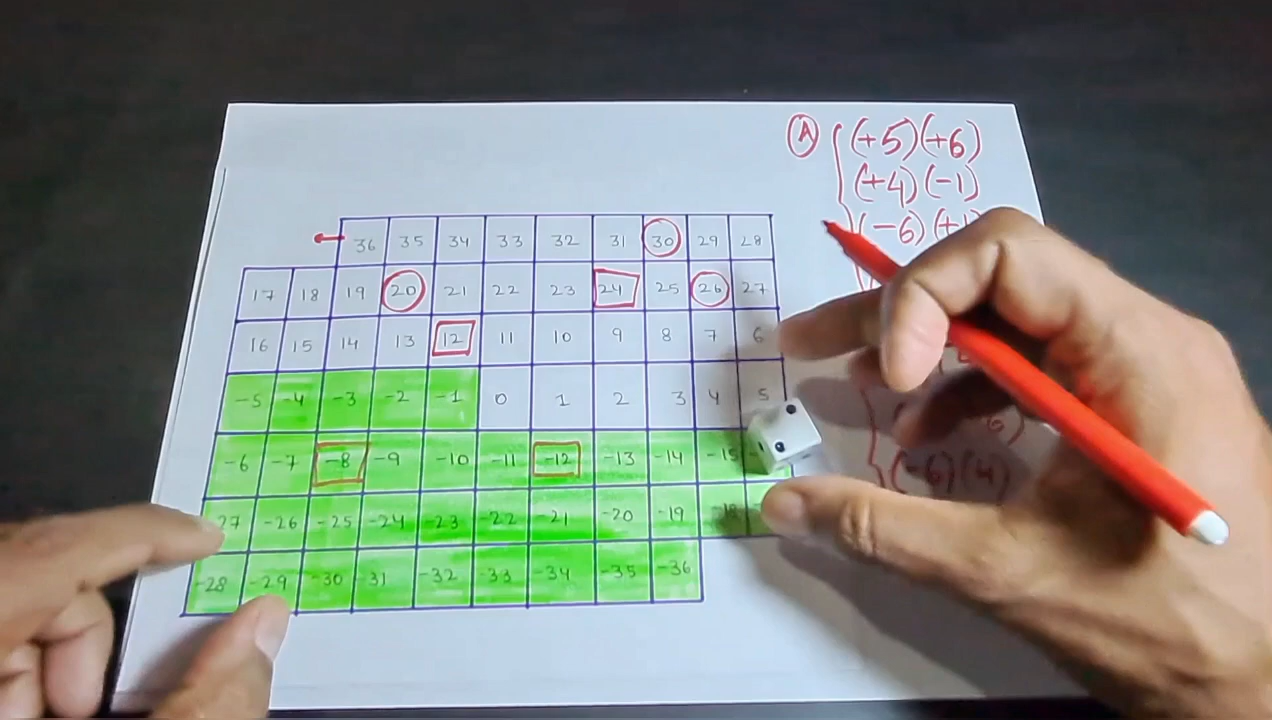 Ⓐ (+5)(+6)
(+4)(-1)
(-6)(+1
36 35 34 33 32 31 30 29 28
17 18 19 20 21 22 23 24 25 26 27
16 15 14 13 12 11 10 9 8 7 6
-5 -4 -3 -2 -1 0 1 2 3 4 5
-6 -7 -8 -9 -10 -11 -12 -13 -14 -15
27 -26 -25 -24 -23 -22 -21 -20 -19 -18
-28 -29 -30 -31 -32 -33 -34 -35 -36
(-6)(4)